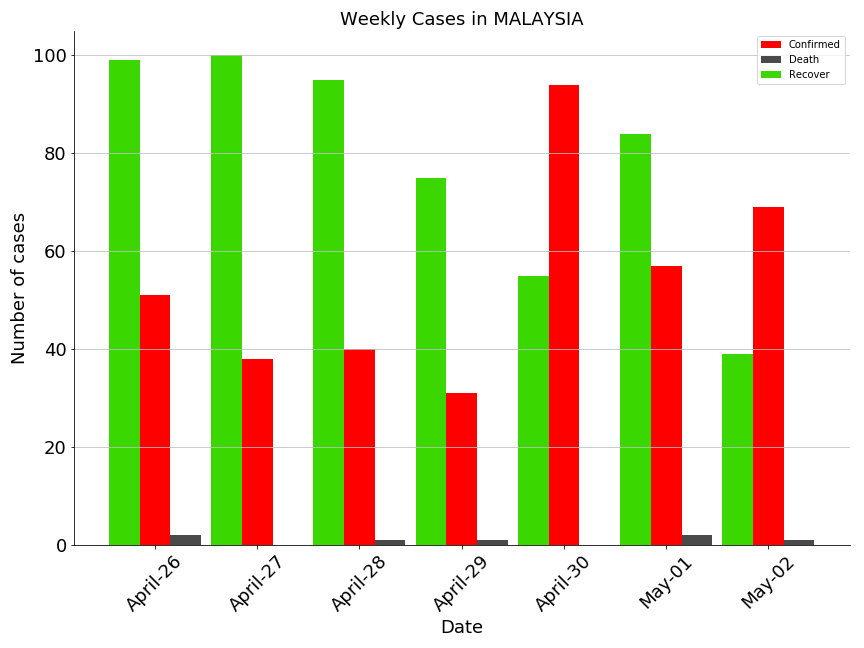 Weekly Cases in MALAYSIA
Confirmed
Death
Recover
Number of cases
100
80
60
40
20
0
April-26
April-27
April-28
April-29
April-30
May-01
May-02
Date